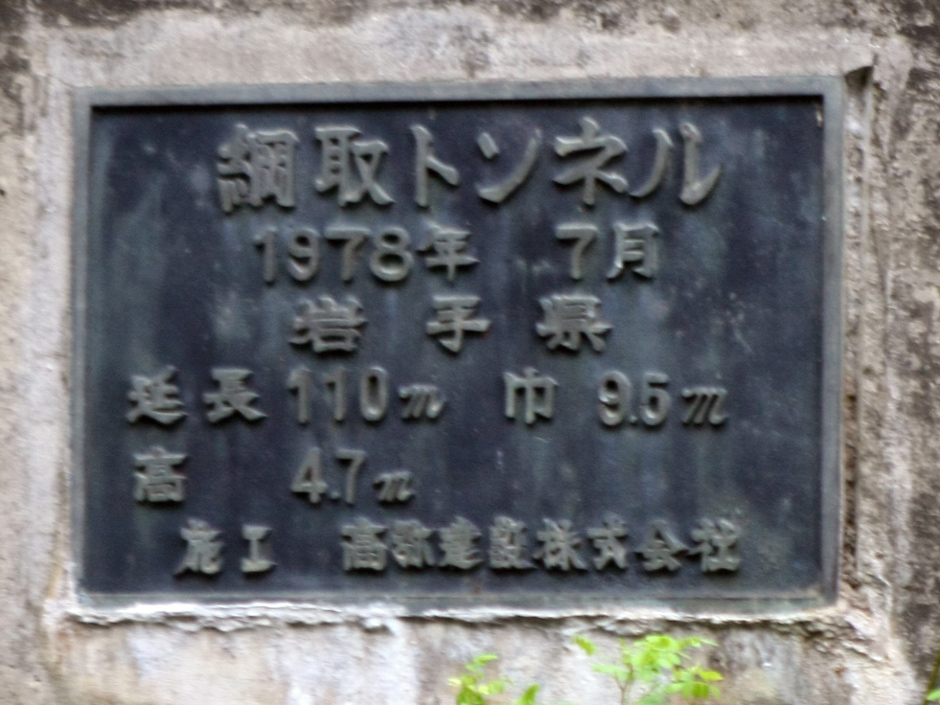 綱取トンネル
1978年 7月
岩手県
延長 110m 巾 9.5m
高 4.7m
施工 高弥建設株式会社